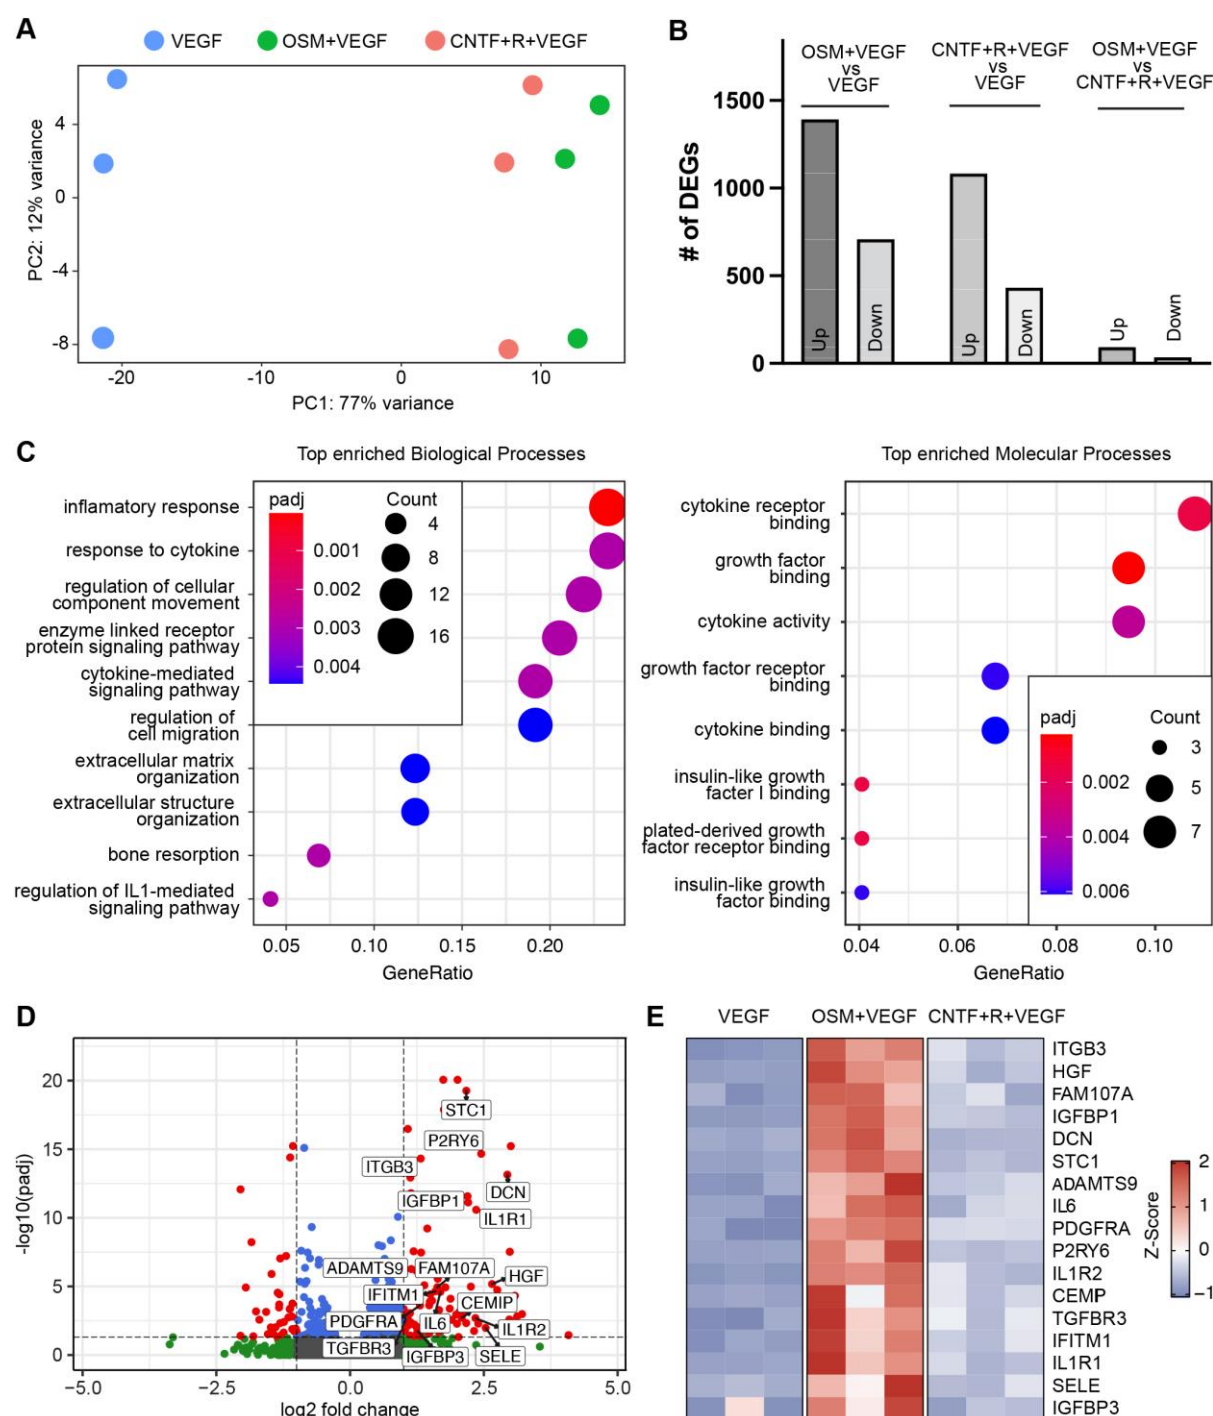 A
VEGF
OSM+VEGF
CNTF+R+VEGF
PC2: 12% variance
4
0
-4
-8
-20
-10
0
10
PC1: 77% variance
B
OSM+VEGF
vs
VEGF
CNTF+R+VEGF
vs
VEGF
OSM+VEGF
vs
CNTF+R+VEGF
# of DEGs
1500
1000
500
0
Up
Down
Up
Down
Up
Down
C
Top enriched Biological Processes
inflamatory response
response to cytokine
regulation of cellular
component movement
enzyme linked receptor
protein signaling pathway
cytokine-mediated
signaling pathway
regulation of
cell migration
extracellular matrix
organization
extracellular structure
organization
bone resorption
regulation of IL1-mediated
signaling pathway
padj
0.001
0.002
0.003
0.004
Count
4
8
12
16
0.05
0.10
0.15
0.20
GeneRatio
Top enriched Molecular Processes
cytokine receptor
binding
growth factor
binding
cytokine activity
growth factor receptor
binding
cytokine binding
insulin-like growth
facter I binding
plated-derived growth
factor receptor binding
insulin-like growth
factor binding
padj
0.002
0.004
0.006
Count
3
5
7
0.04
0.06
0.08
0.10
GeneRatio
D
-log10(padj)
20
15
10
5
0
STC1
P2RY6
ITGB3
DCN
IGFBP1
IL1R1
ADAMTS9
FAM107A
HGF
IFITM1
CEMIP
PDGFRA
IL6
IL1R2
TGFBR3
IGFBP3
SELE
-5.0
-2.5
0.0
2.5
5.0
log2 fold change
E
VEGF
OSM+VEGF
CNTF+R+VEGF
ITGB3
HGF
FAM107A
IGFBP1
DCN
STC1
ADAMTS9
IL6
PDGFRA
P2RY6
IL1R2
CEMIP
TGFBR3
IFITM1
IL1R1
SELE
IGFBP3
Z-Score
2
1
0
-1